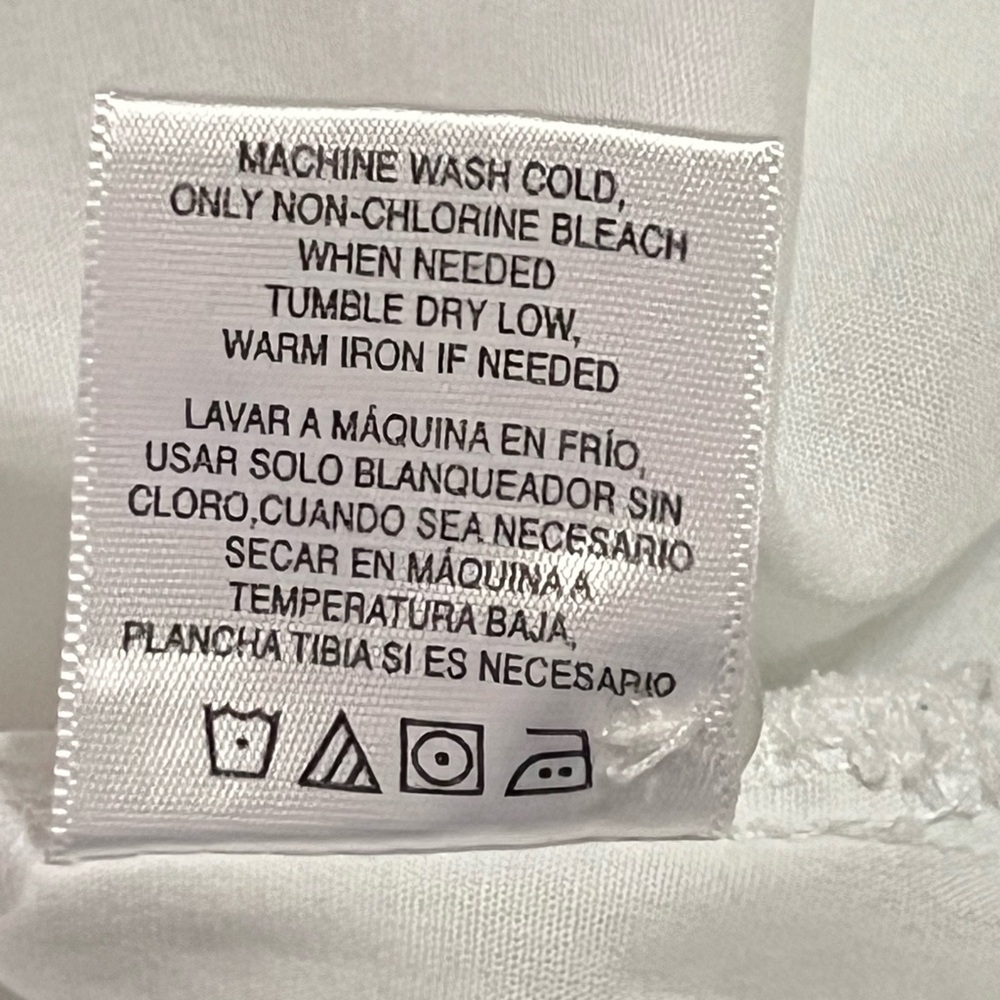 MACHINE WASH COLD,
ONLY NON-CHLORINE BLEACH
WHEN NEEDED
TUMBLE DRY LOW,
WARM IRON IF NEEDED
LAVAR A MÁQUINA EN FRÍO,
USAR SOLO BLANQUEADOR SIN
CLORO,CUANDO SEA NECESARIO
SECAR EN MÁQUINA A
TEMPERATURA BAJA,
PLANCHA TIBIA SI ES NECESARIO